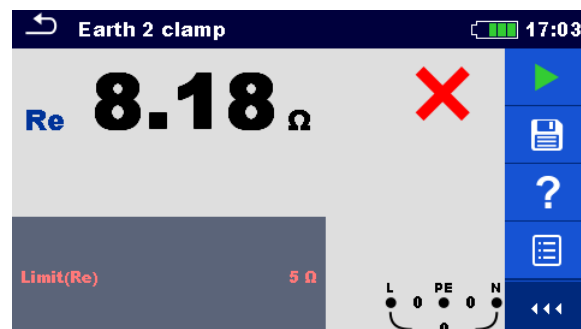 Earth 2 clamp 17:03
Re 8.18 Ω
?
Limit(Re) 5 Ω
L PE N
0 0
0